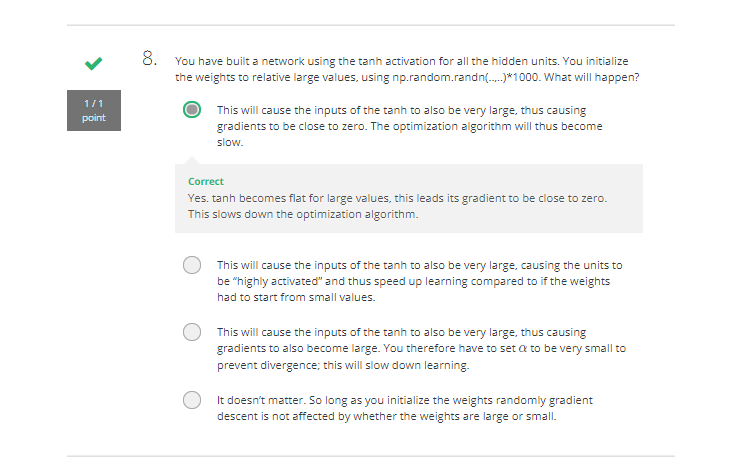 8.
You have built a network using the tanh activation for all the hidden units. You initialize
the weights to relative large values, using np.random.randn(..,..)*1000. What will happen?
1 / 1
point
This will cause the inputs of the tanh to also be very large, thus causing
gradients to be close to zero. The optimization algorithm will thus become
slow.
Correct
Yes. tanh becomes flat for large values, this leads its gradient to be close to zero.
This slows down the optimization algorithm.
This will cause the inputs of the tanh to also be very large, causing the units to
be “highly activated” and thus speed up learning compared to if the weights
had to start from small values.
This will cause the inputs of the tanh to also be very large, thus causing
gradients to also become large. You therefore have to set α to be very small to
prevent divergence; this will slow down learning.
It doesn’t matter. So long as you initialize the weights randomly gradient
descent is not affected by whether the weights are large or small.